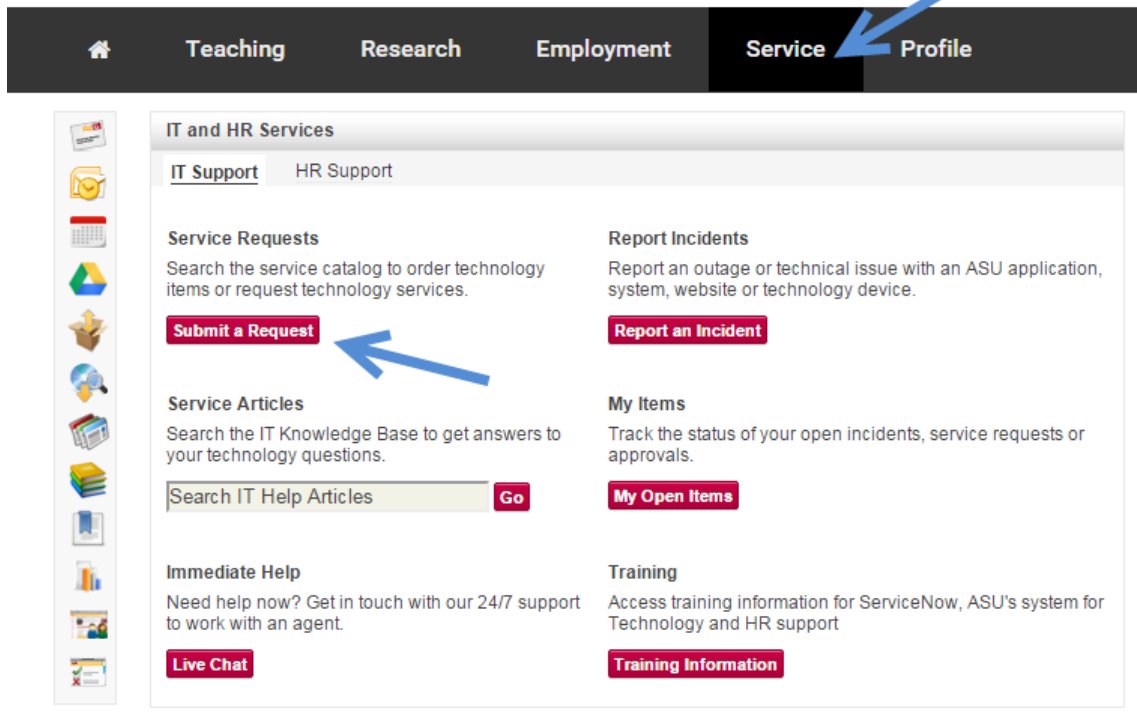 Teaching Research Employment Service Profile
IT and HR Services
IT Support HR Support
Service Requests
Search the service catalog to order technology
items or request technology services.
Submit a Request
Report Incidents
Report an outage or technical issue with an ASU application,
system, website or technology device.
Report an Incident
Service Articles
Search the IT Knowledge Base to get answers to
your technology questions.
Search IT Help Articles Go
My Items
Track the status of your open incidents, service requests or
approvals.
My Open Items
Immediate Help
Need help now? Get in touch with our 24/7 support
to work with an agent.
Live Chat
Training
Access training information for ServiceNow, ASU's system for
Technology and HR support
Training Information